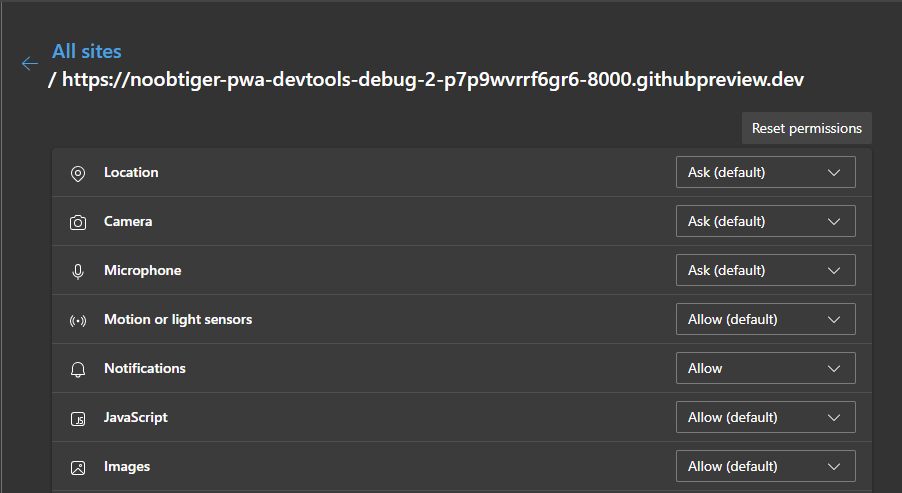 All sites
/ https://noobtiger-pwa-devtools-debug-2-p7p9wvrrf6gr6-8000.githubpreview.dev
Reset permissions
Location Ask (default)
Camera Ask (default)
Microphone Ask (default)
Motion or light sensors Allow (default)
Notifications Allow
JavaScript Allow (default)
Images Allow (default)